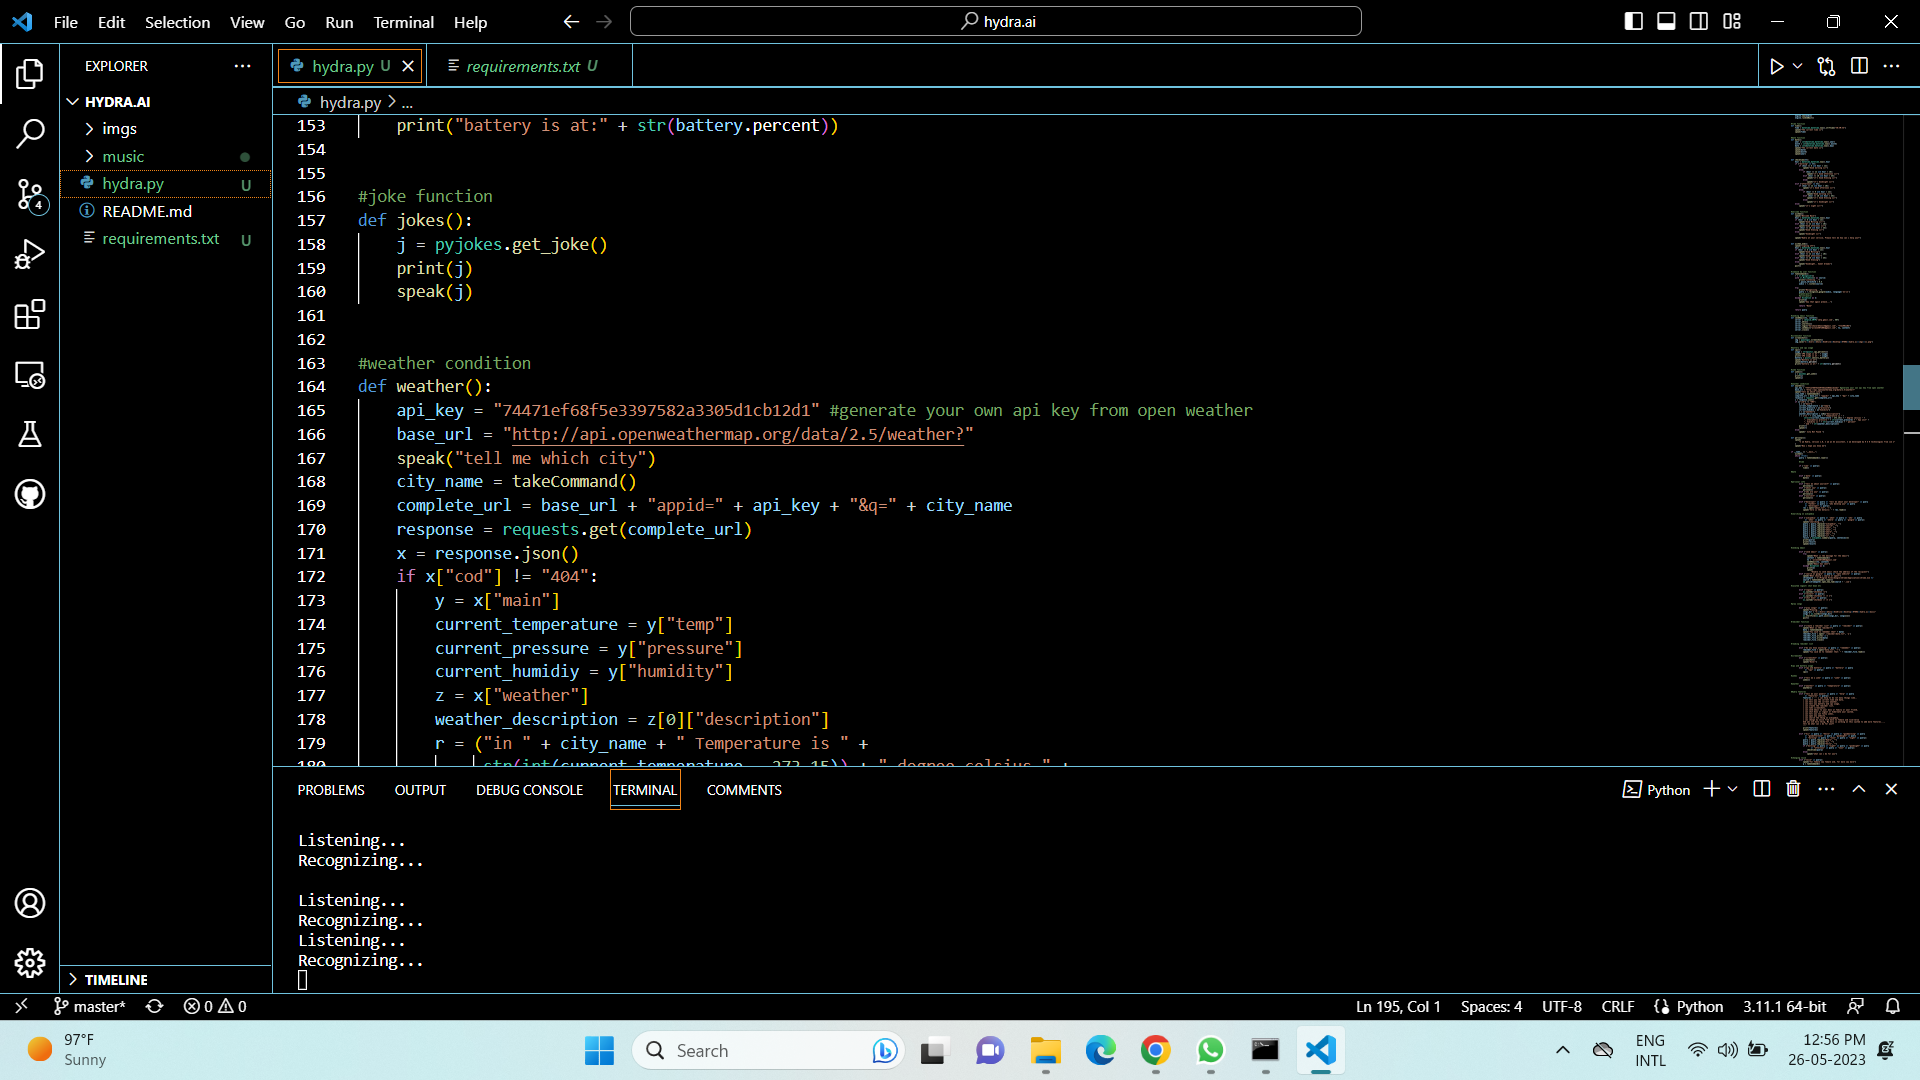 File Edit Selection View Go Run Terminal Help
hydra.ai
EXPLORER
HYDRA.AI
imgs
music
hydra.py U
README.md
requirements.txt U
TIMELINE
hydra.py U
requirements.txt U
hydra.py > ...
153 print("battery is at:" + str(battery.percent))
154
155
156 #joke function
157 def jokes():
158 j = pyjokes.get_joke()
159 print(j)
160 speak(j)
161
162
163 #weather condition
164 def weather():
165 api_key = "74471ef68f5e3397582a3305d1cb12d1" #generate your own api key from open weather
166 base_url = "http://api.openweathermap.org/data/2.5/weather?"
167 speak("tell me which city")
168 city_name = takeCommand()
169 complete_url = base_url + "appid=" + api_key + "&q=" + city_name
170 response = requests.get(complete_url)
171 x = response.json()
172 if x["cod"] != "404":
173 y = x["main"]
174 current_temperature = y["temp"]
175 current_pressure = y["pressure"]
176 current_humidiy = y["humidity"]
177 z = x["weather"]
178 weather_description = z[0]["description"]
179 r = ("in " + city_name + " Temperature is " +
180 str(int(current_temperature - 273.15)) + " degree celsius " +
PROBLEMS OUTPUT DEBUG CONSOLE TERMINAL COMMENTS
Python
Listening...
Recognizing...
Listening...
Recognizing...
Listening...
Recognizing...
4
master* 0 0
Ln 195, Col 1 Spaces: 4 UTF-8 CRLF Python 3.11.1 64-bit
97°F
Sunny
Search
ENG
INTL
12:56 PM
26-05-2023